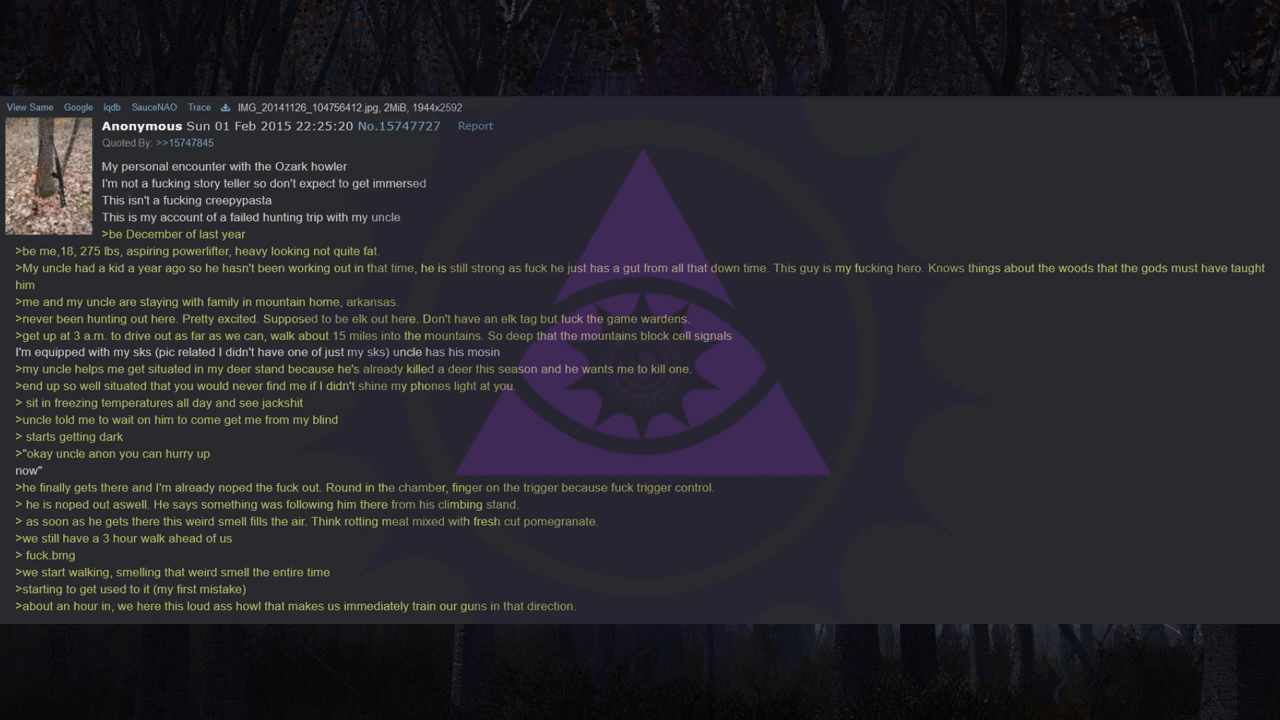 View Same Google iqdb SauceNAO Trace IMG_20141126_104756412.jpg, 2MiB, 1944x2592
Anonymous Sun 01 Feb 2015 22:25:20 No.15747727 Report
Quoted By: >>15747845
My personal encounter with the Ozark howler
I'm not a fucking story teller so don't expect to get immersed
This isn't a fucking creepypasta
This is my account of a failed hunting trip with my uncle
>be December of last year
>be me,18, 275 lbs, aspiring powerlifter, heavy looking not quite fat.
>My uncle had a kid a year ago so he hasn't been working out in that time, he is still strong as fuck he just has a gut from all that down time. This guy is my fucking hero. Knows things about the woods that the gods must have taught
him
>me and my uncle are staying with family in mountain home, arkansas.
>never been hunting out here. Pretty excited. Supposed to be elk out here. Don't have an elk tag but fuck the game wardens.
>get up at 3 a.m. to drive out as far as we can, walk about 15 miles into the mountains. So deep that the mountains block cell signals
I'm equipped with my sks (pic related I didn't have one of just my sks) uncle has his mosin
>my uncle helps me get situated in my deer stand because he's already killed a deer this season and he wants me to kill one.
>end up so well situated that you would never find me if I didn't shine my phones light at you.
> sit in freezing temperatures all day and see jackshit
>uncle told me to wait on him to come get me from my blind
> starts getting dark
>"okay uncle anon you can hurry up
now"
>he finally gets there and I'm already noped the fuck out. Round in the chamber, finger on the trigger because fuck trigger control.
> he is noped out aswell. He says something was following him there from his climbing stand.
> as soon as he gets there this weird smell fills the air. Think rotting meat mixed with fresh cut pomegranate.
>we still have a 3 hour walk ahead of us
> fuck.bmg
>we start walking, smelling that weird smell the entire time
>starting to get used to it (my first mistake)
>about an hour in, we here this loud ass howl that makes us immediately train our guns in that direction.